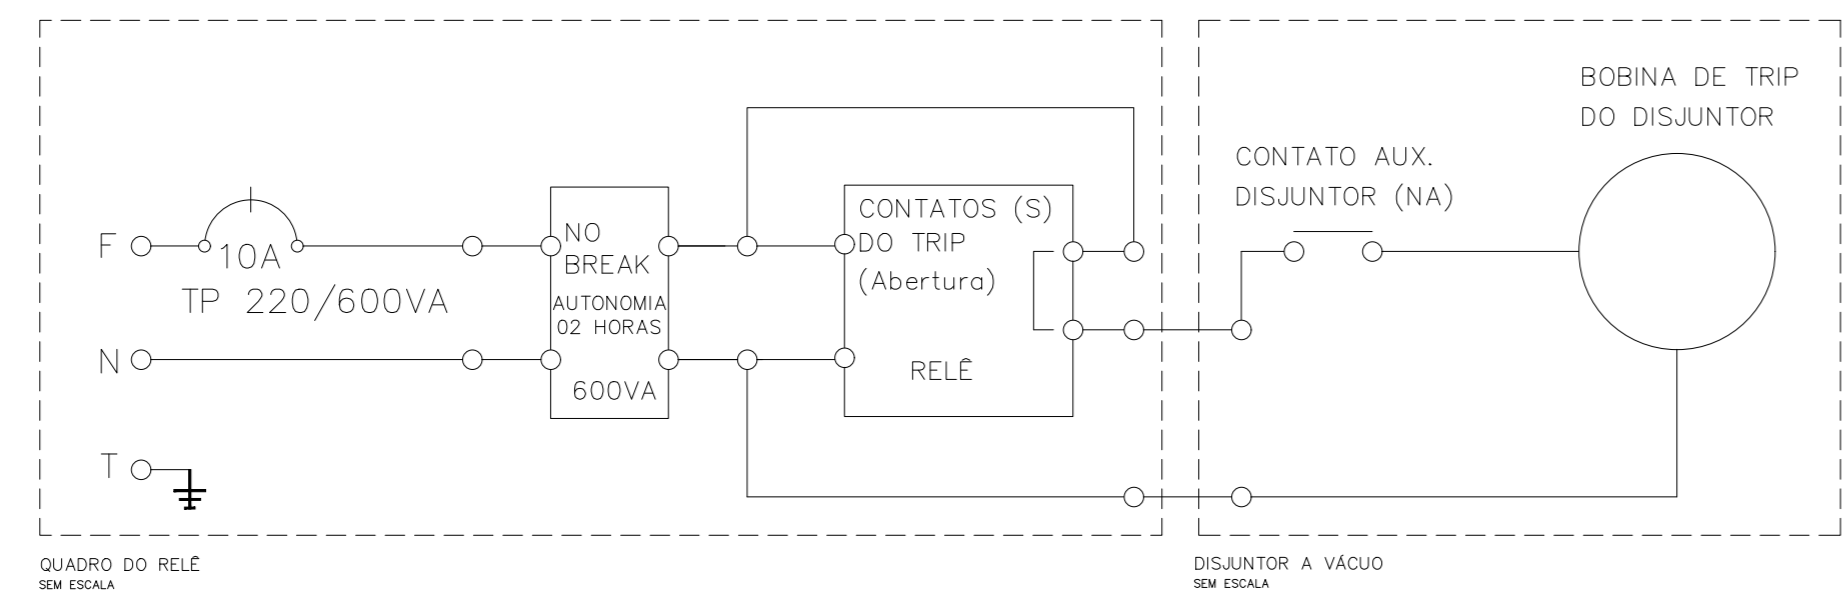 F
10A
TP 220/600VA
N
T
NO
BREAK
AUTONOMIA
02 HORAS
600VA
CONTATOS (S)
DO TRIP
(Abertura)
RELÊ
CONTATO AUX.
DISJUNTOR (NA)
BOBINA DE TRIP
DO DISJUNTOR
QUADRO DO RELÊ
SEM ESCALA
DISJUNTOR A VÁCUO
SEM ESCALA